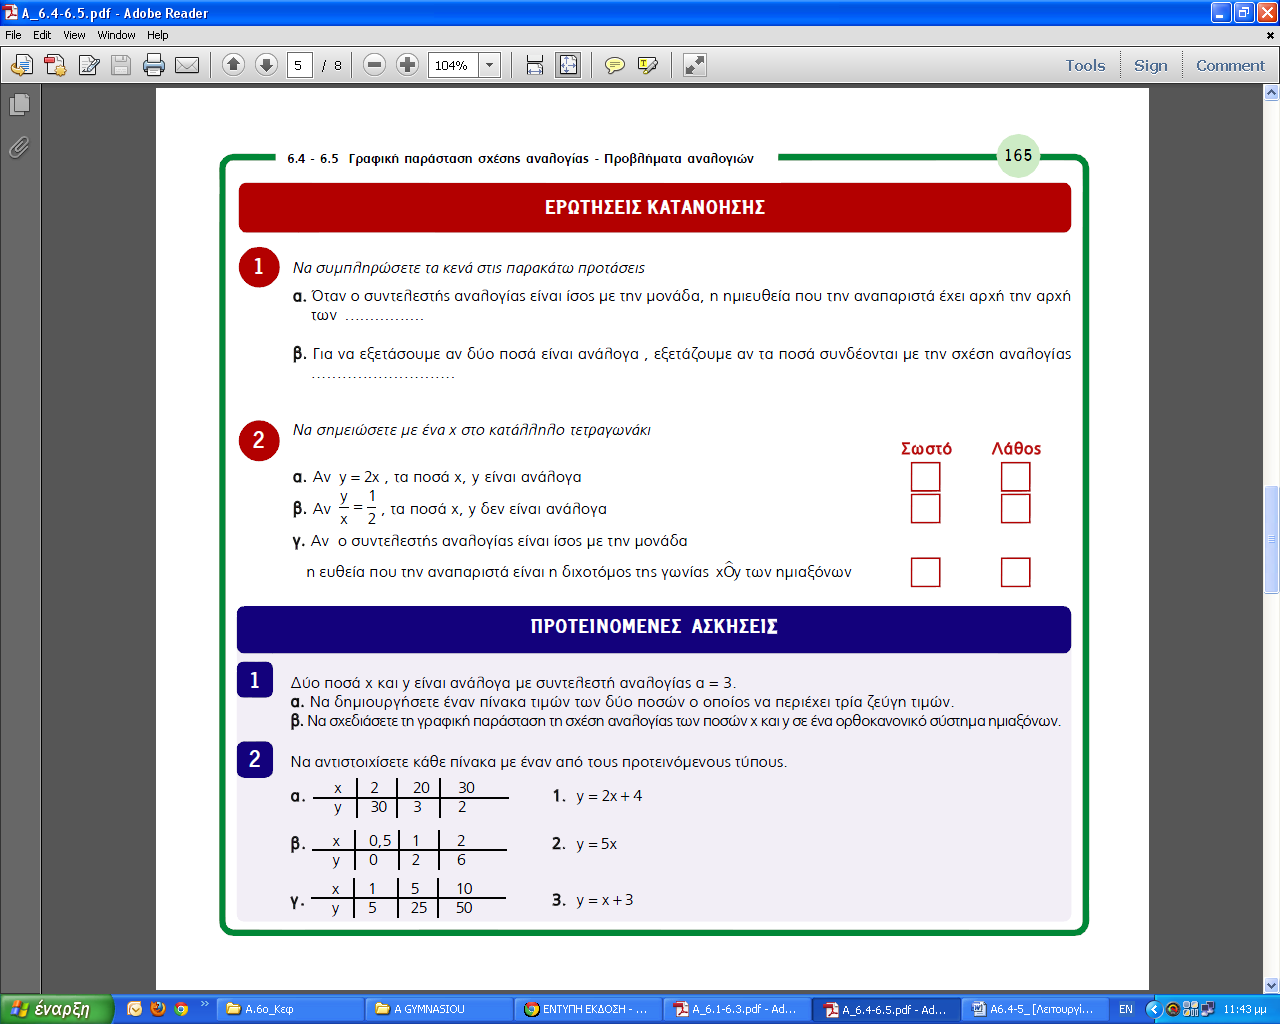 A_6.4-6.5.pdf - Adobe Reader
File Edit View Window Help
5 / 8 104% Tools Sign Comment
6.4 - 6.5 Γραφική παράσταση σχέσης αναλογίας - Προβλήματα αναλογιών 165
ΕΡΩΤΗΣΕΙΣ ΚΑΤΑΝΟΗΣΗΣ
1 Να συμπληρώσετε τα κενά στις παρακάτω προτάσεις
α. Όταν ο συντελεστής αναλογίας είναι ίσος με την μονάδα, η ημιευθεία που την αναπαριστά έχει αρχή την αρχή
των ................
β. Για να εξετάσουμε αν δύο ποσά είναι ανάλογα , εξετάζουμε αν τα ποσά συνδέονται με την σχέση αναλογίας
............................
2 Να σημειώσετε με ένα x στο κατάλληλο τετραγωνάκι
Σωστό Λάθος
α. Αν y = 2x , τα ποσά x, y είναι ανάλογα
β. Αν y/x = 1/2 , τα ποσά x, y δεν είναι ανάλογα
γ. Αν ο συντελεστής αναλογίας είναι ίσος με την μονάδα
η ευθεία που την αναπαριστά είναι η διχοτόμος της γωνίας xÔy των ημιαξόνων
ΠΡΟΤΕΙΝΟΜΕΝΕΣ ΑΣΚΗΣΕΙΣ
1 Δύο ποσά x και y είναι ανάλογα με συντελεστή αναλογίας α = 3.
α. Να δημιουργήσετε έναν πίνακα τιμών των δύο ποσών ο οποίος να περιέχει τρία ζεύγη τιμών.
β. Να σχεδιάσετε τη γραφική παράσταση τη σχέση αναλογίας των ποσών x και y σε ένα ορθοκανονικό σύστημα ημιαξόνων.
2 Να αντιστοιχίσετε κάθε πίνακα με έναν από τους προτεινόμενους τύπους.
α. x 2 20 30
y 30 3 2
1. y = 2x + 4
β. x 0,5 1 2
y 0 2 6
2. y = 5x
γ. x 1 5 10
y 5 25 50
3. y = x + 3
έναρξη » Α.6ο_Κεφ A GYMNASIOU ΕΝΤΥΠΗ ΕΚΔΟΣΗ - ... A_6.1-6.3.pdf - Ad... A_6.4-6.5.pdf - Ad... A6.4-5_ [Λειτουργί... EN 11:43 μμ